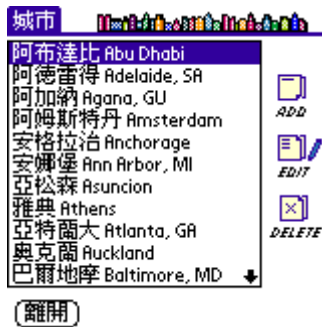 城市
阿布達比 Abu Dhabi
阿德雷得 Adelaide, SA
阿加納 Agana, GU
阿姆斯特丹 Amsterdam
安格拉治 Anchorage
安娜堡 Ann Arbor, MI
亞松森 Asuncion
雅典 Athens
亞特蘭大 Atlanta, GA
奧克蘭 Auckland
巴爾地摩 Baltimore, MD
ADD
EDIT
DELETE
離開